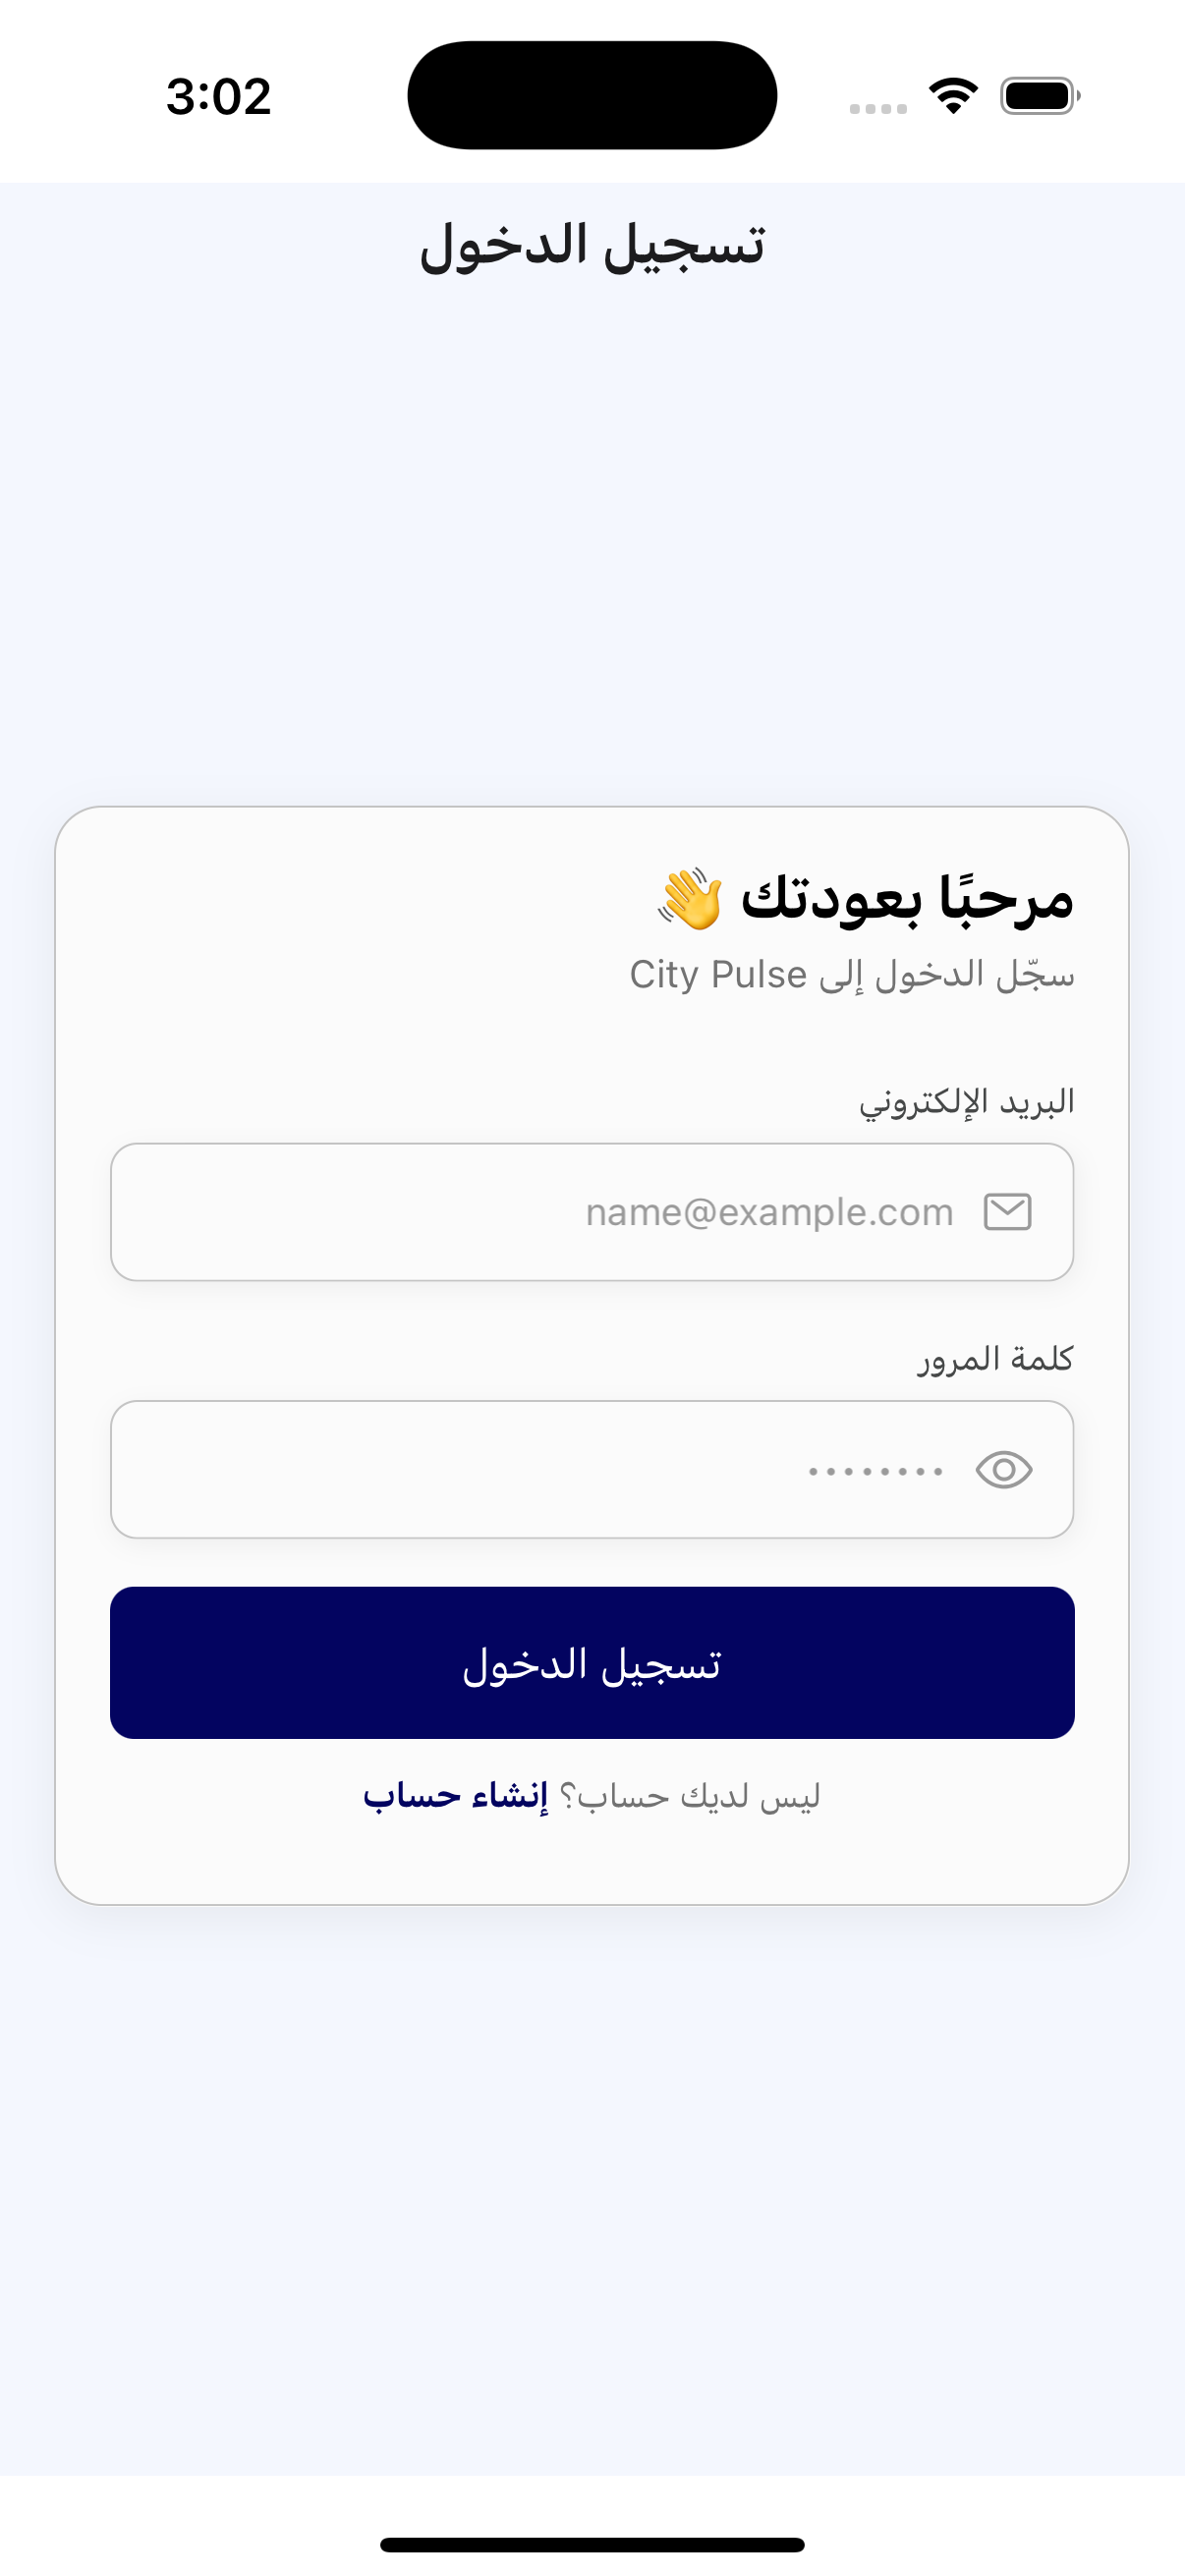 3:02
تسجيل الدخول
مرحبًا بعودتك 👋
سجّل الدخول إلى City Pulse
البريد الإلكتروني
name@example.com
كلمة المرور
••••••••
تسجيل الدخول
ليس لديك حساب؟ إنشاء حساب